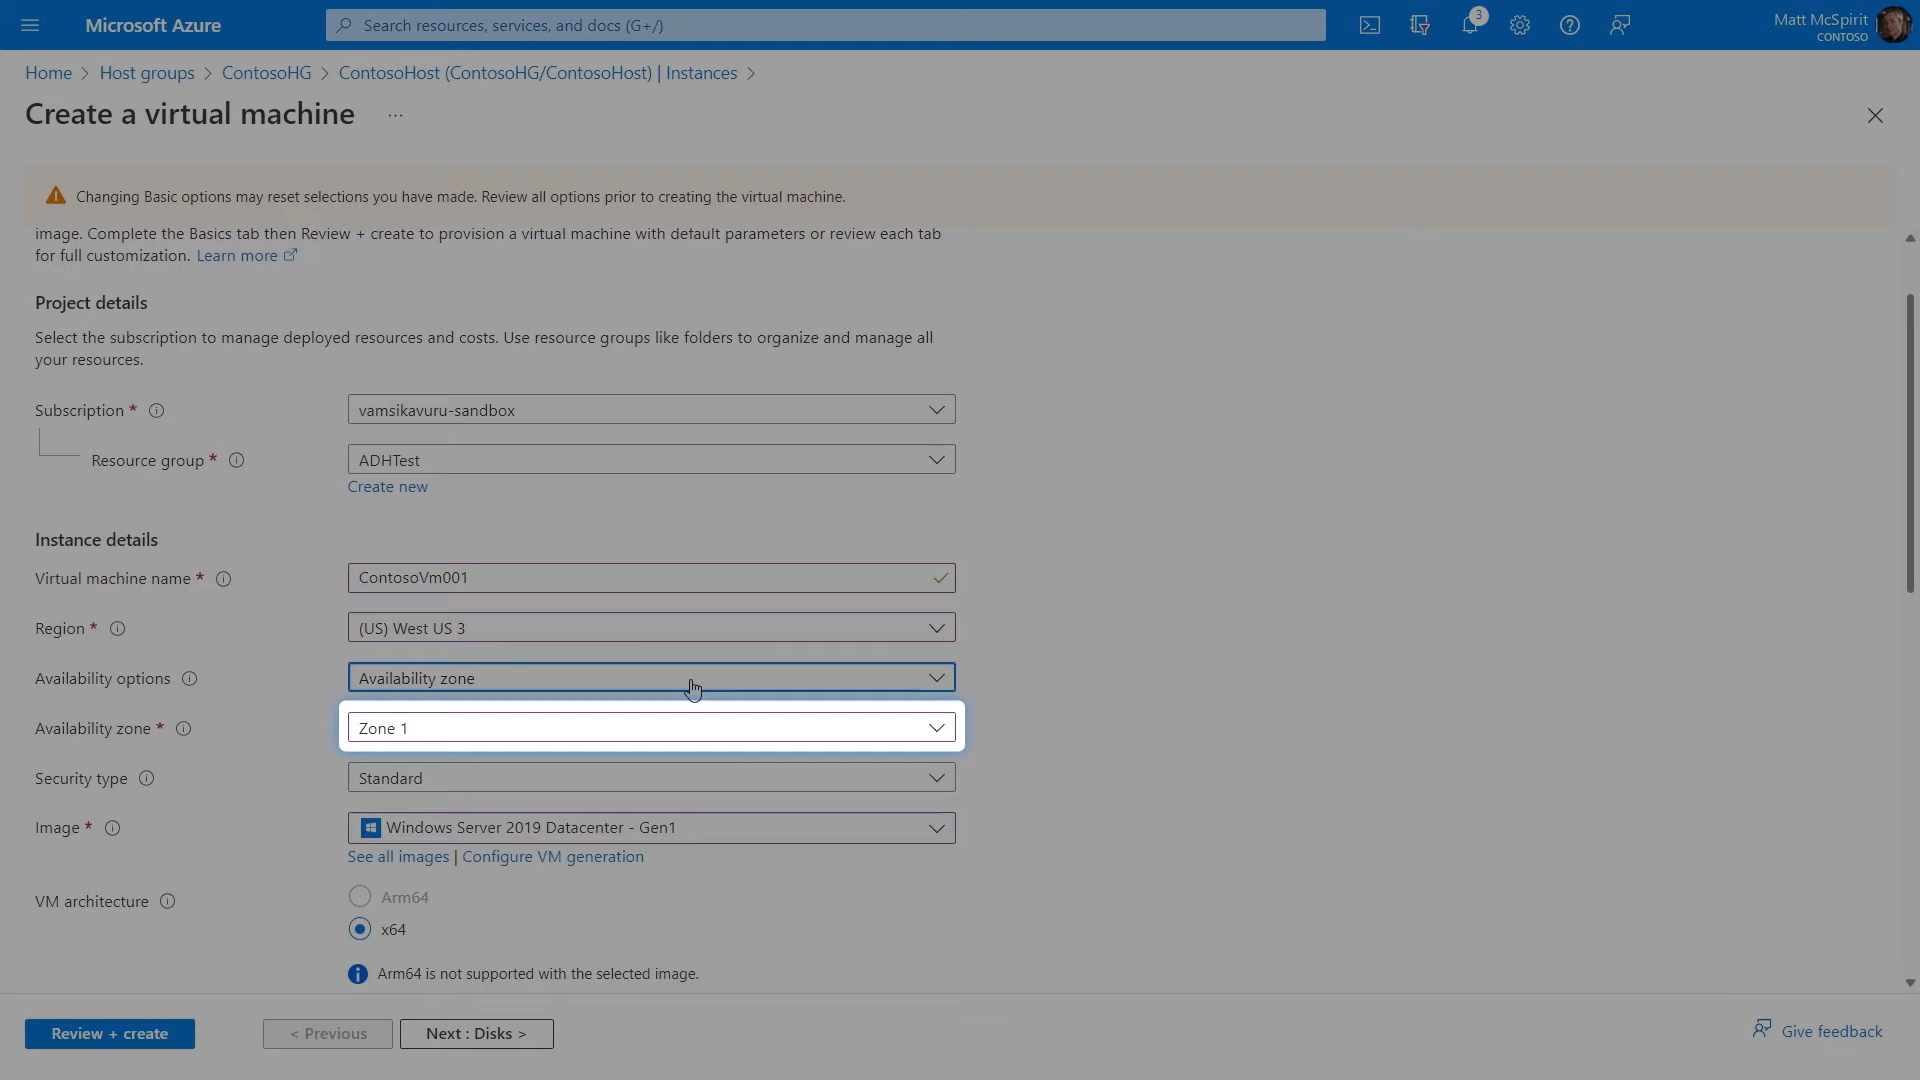 Microsoft Azure
Search resources, services, and docs (G+/)
3
Matt McSpirit
CONTOSO
Home > Host groups > ContosoHG > ContosoHost (ContosoHG/ContosoHost) | Instances >
Create a virtual machine ...
Changing Basic options may reset selections you have made. Review all options prior to creating the virtual machine.
image. Complete the Basics tab then Review + create to provision a virtual machine with default parameters or review each tab
for full customization. Learn more
Project details
Select the subscription to manage deployed resources and costs. Use resource groups like folders to organize and manage all
your resources.
Subscription * vamsikavuru-sandbox
Resource group * ADHTest
Create new
Instance details
Virtual machine name * ContosoVm001
Region * (US) West US 3
Availability options Availability zone
Availability zone * Zone 1
Security type Standard
Image * Windows Server 2019 Datacenter - Gen1
See all images | Configure VM generation
VM architecture Arm64
x64
Arm64 is not supported with the selected image.
Review + create < Previous Next : Disks > Give feedback